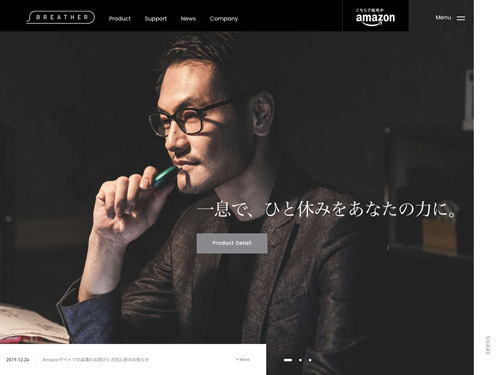 BREATHER
Product Support News Company
こちらで販売中
amazon
Menu
一息で、ひと休みをあなたの力に。
Product Detail
2019.12.24 Amazonサイトでの品薄のお詫びと次回入荷のお知らせ
+ More
SHARE